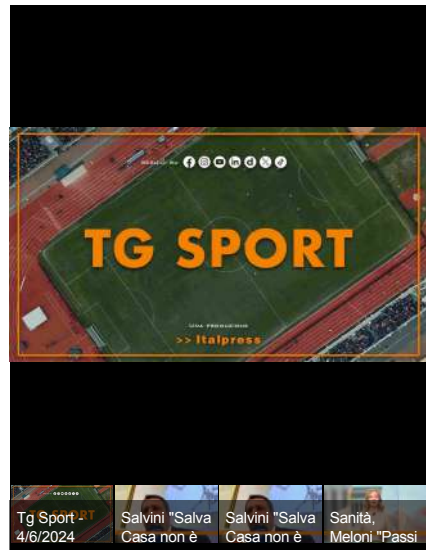 TG SPORT
UNA PRODUZIONE
>> Italpress
Tg Sport -
4/6/2024
Salvini "Salva
Casa non è
Salvini "Salva
Casa non è
Sanità,
Meloni "Passi